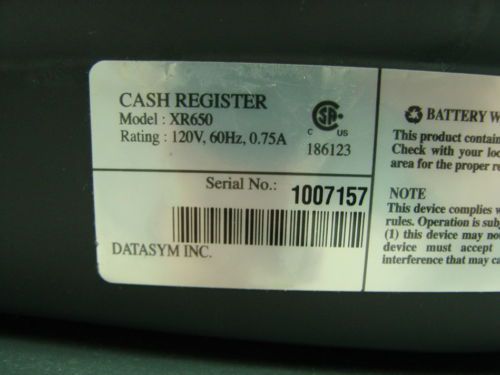 CASH REGISTER
Model : XR650
Rating : 120V, 60Hz, 0.75A
C US
186123
Serial No.: 1007157
DATASYM INC.
BATTERY W
This product contain
Check with your loc
area for the proper re
NOTE
This device complies w
rules. Operation is subj
(1) this device may no
device must accept
interference that may ca